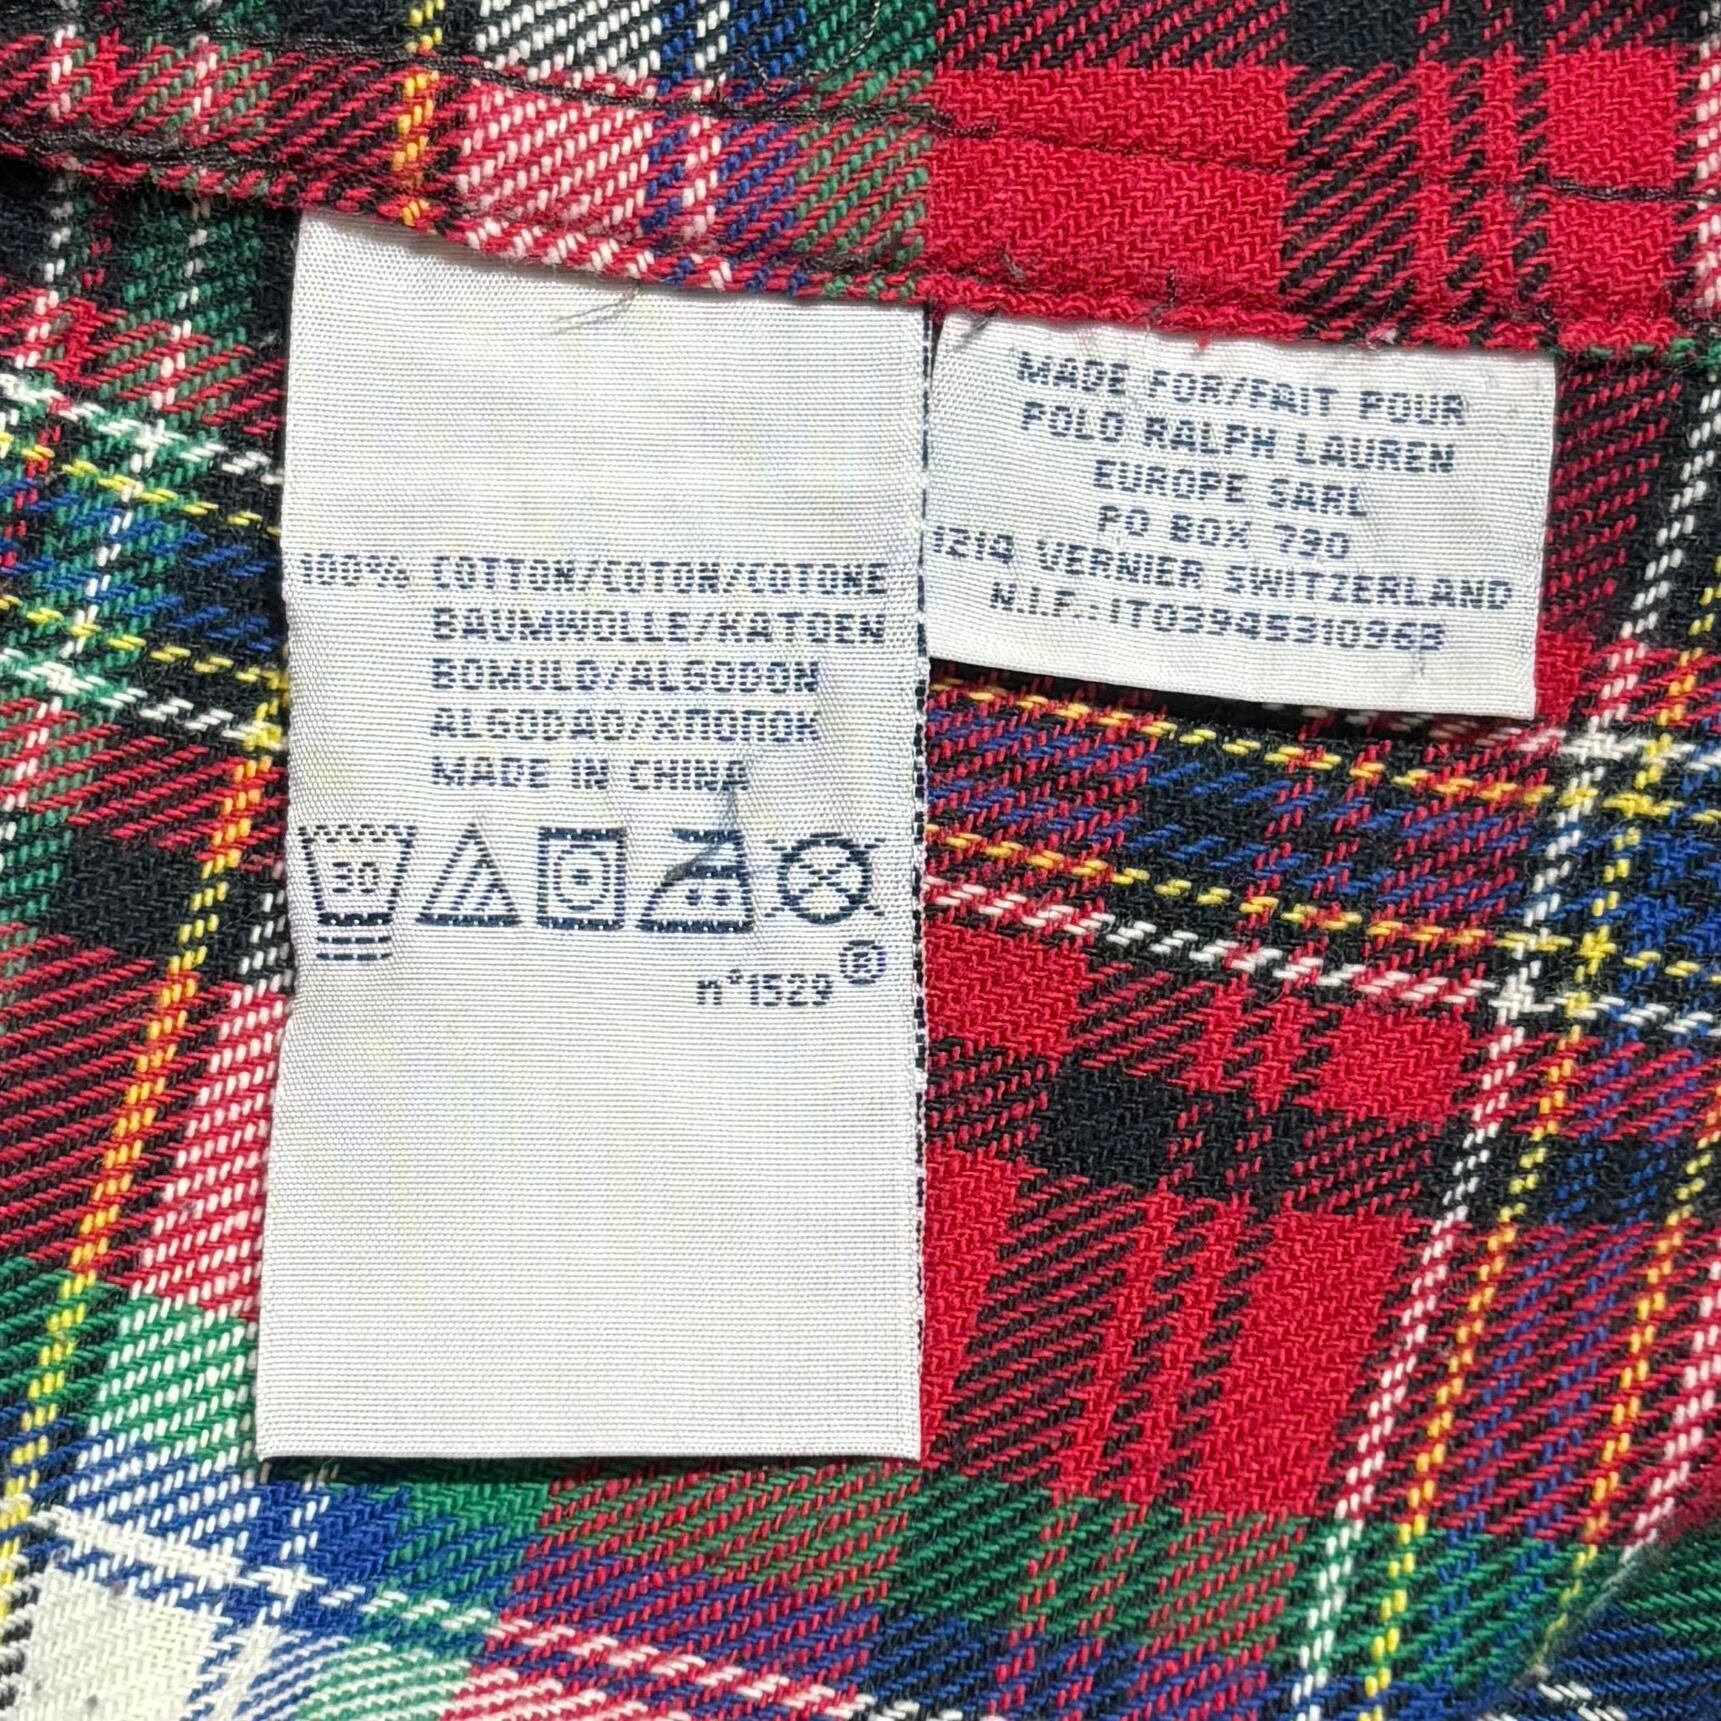 100% COTTON/COTON/COTONE
BAUMWOLLE/KATOEN
BOMULD/ALGODON
ALGODAO/ХЛОПОК
MADE IN CHINA
30
n°1529 ®
MADE FOR/FAIT POUR
POLO RALPH LAUREN
EUROPE SARL
PO BOX 790
1214 VERNIER SWITZERLAND
N.I.F.: IT03945310963